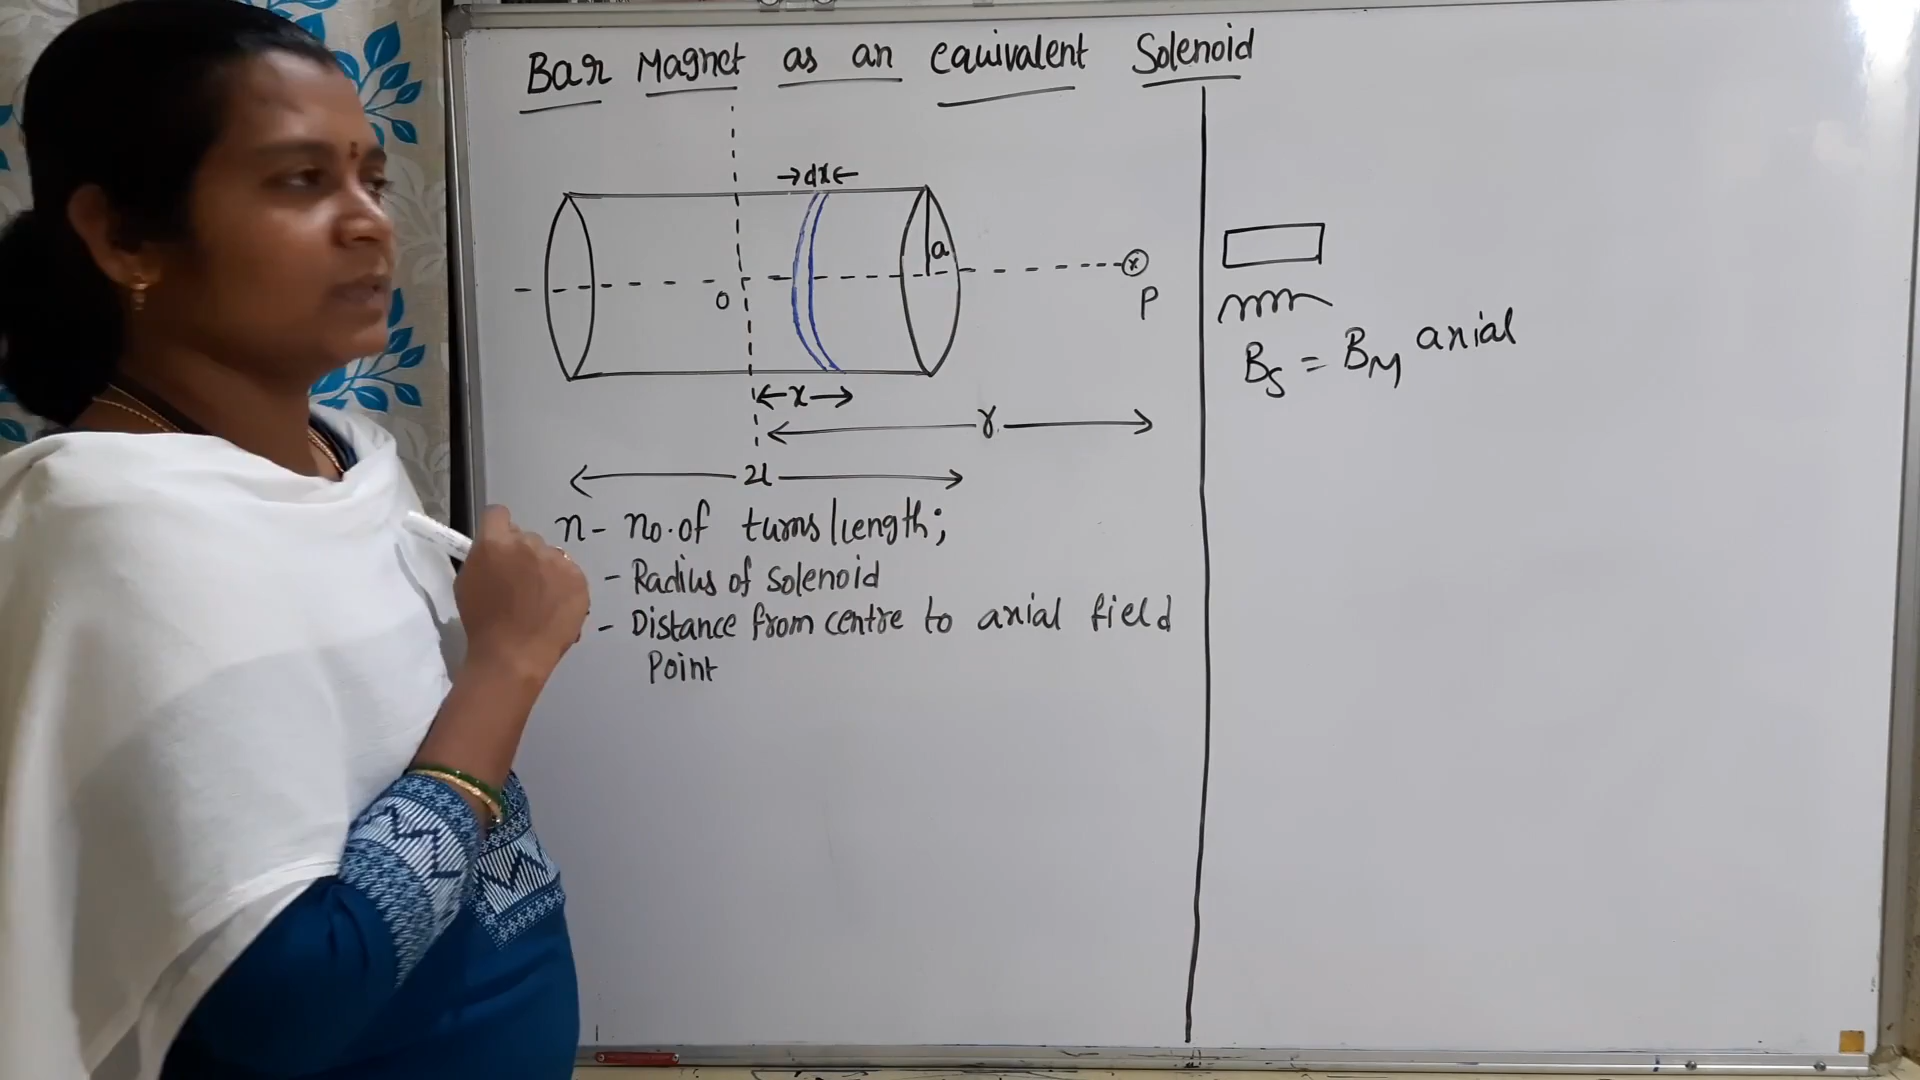 Bar Magnet as an equivalent Solenoid
→dx←
a
O
P
x
r
2l
n - no. of turns/length;
- Radius of solenoid
- Distance from centre to axial field
Point
BS = BM axial